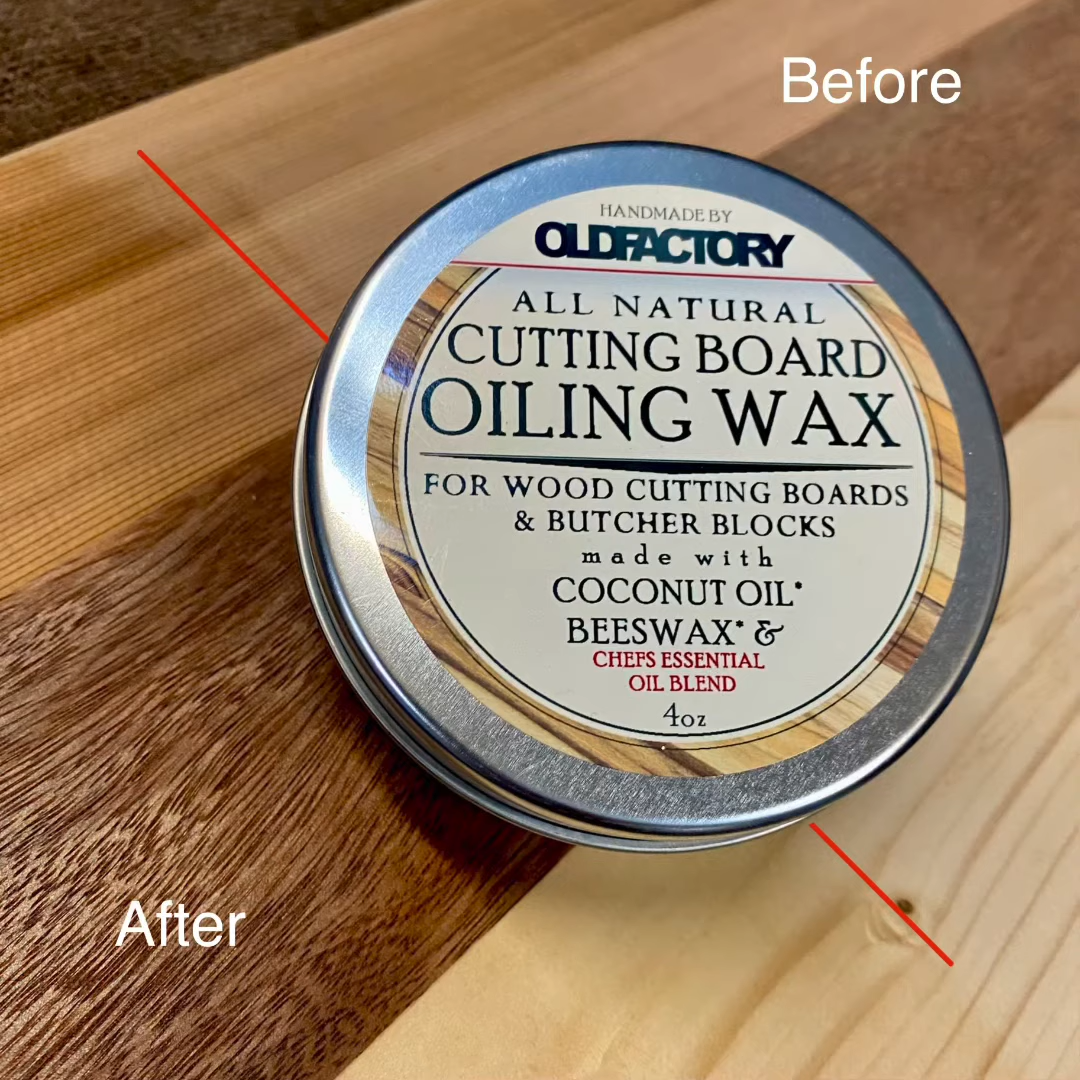 Before
HANDMADE BY
OLDFACTORY
ALL NATURAL
CUTTING BOARD
OILING WAX
FOR WOOD CUTTING BOARDS
& BUTCHER BLOCKS
made with
COCONUT OIL*
BEESWAX* &
CHEFS ESSENTIAL
OIL BLEND
4oz
After